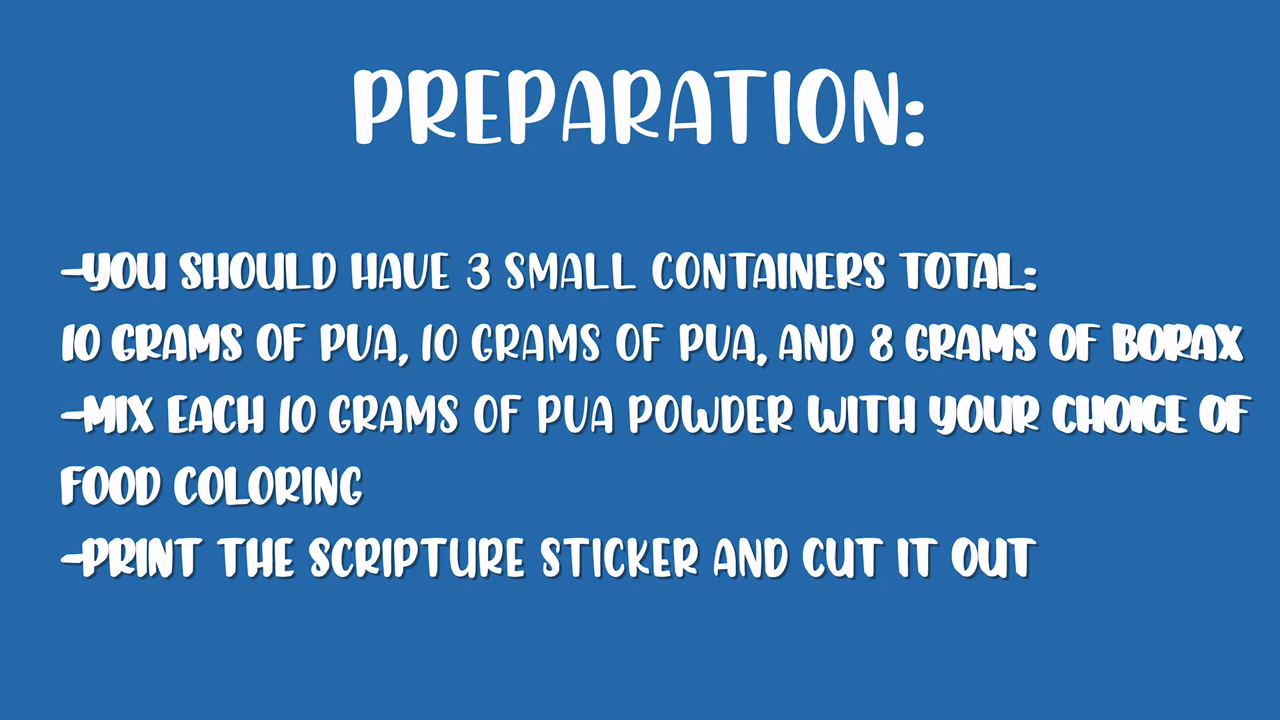 PREPARATION:
-YOU SHOULD HAVE 3 SMALL CONTAINERS TOTAL:
10 GRAMS OF PVA, 10 GRAMS OF PVA, AND 8 GRAMS OF BORAX
-MIX EACH 10 GRAMS OF PVA POWDER WITH YOUR CHOICE OF
FOOD COLORING
-PRINT THE SCRIPTURE STICKER AND CUT IT OUT